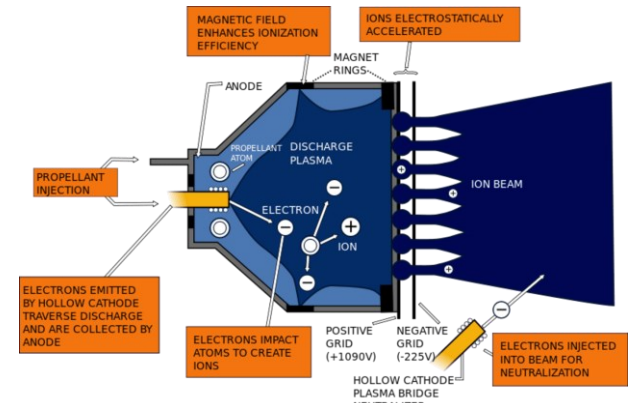 MAGNETIC FIELD
ENHANCES IONIZATION
EFFICIENCY
IONS ELECTROSTATICALLY
ACCELERATED
MAGNET
RINGS
ANODE
PROPELLANT
ATOM
DISCHARGE
PLASMA
PROPELLANT
INJECTION
ELECTRON
ION
ION BEAM
ELECTRONS EMITTED
BY HOLLOW CATHODE
TRAVERSE DISCHARGE
AND ARE COLLECTED BY
ANODE
ELECTRONS IMPACT
ATOMS TO CREATE
IONS
POSITIVE
GRID
(+1090V)
NEGATIVE
GRID
(-225V)
ELECTRONS INJECTED
INTO BEAM FOR
NEUTRALIZATION
HOLLOW CATHODE
PLASMA BRIDGE